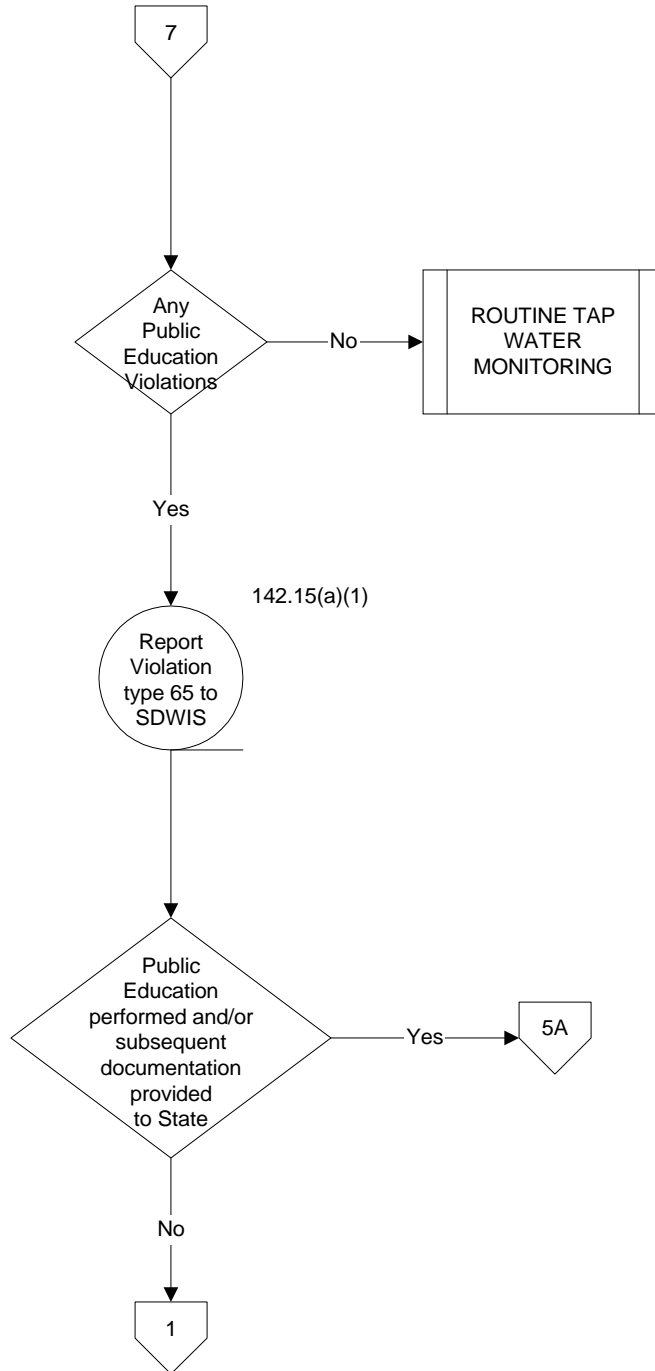 7
Any
Public
Education
Violations
No
ROUTINE TAP
WATER
MONITORING
Yes
142.15(a)(1)
Report
Violation
type 65 to
SDWIS
Public
Education
performed and/or
subsequent
documentation
provided
to State
Yes
5A
No
1